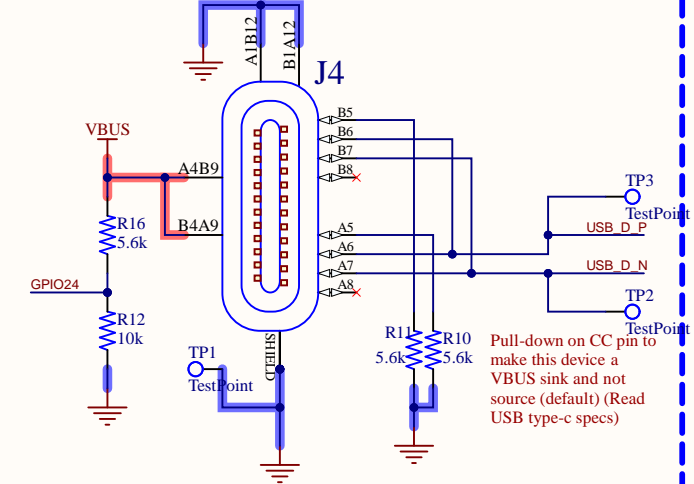 A1B12
B1A12
J4
VBUS
A4B9
B4A9
B5
B6
B7
B8
A5
A6
A7
A8
R16
5.6k
GPIO24
R12
10k
TP1
TestPoint
SHIELD
R11
5.6k
R10
5.6k
TP3
TestPoint
USB_D_P
USB_D_N
TP2
TestPoint
Pull-down on CC pin to
make this device a
VBUS sink and not
source (default) (Read
USB type-c specs)